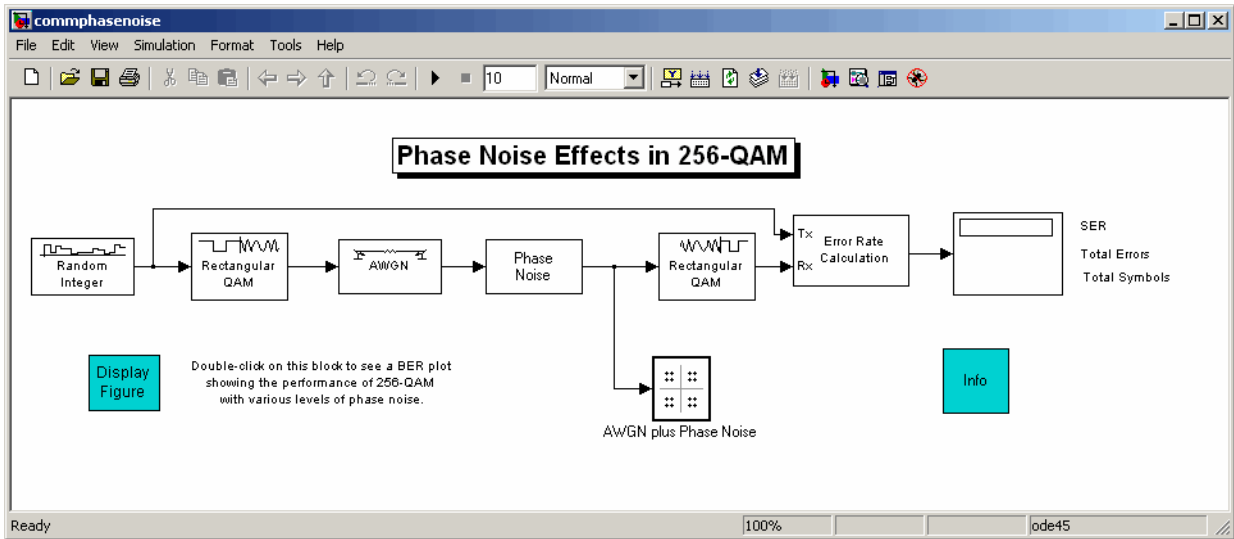 commphasenoise
File Edit View Simulation Format Tools Help
10 Normal
Phase Noise Effects in 256-QAM
Random
Integer
Rectangular
QAM
AWGN
Phase
Noise
Rectangular
QAM
Tx
Rx
Error Rate
Calculation
SER
Total Errors
Total Symbols
Display
Figure
Double-click on this block to see a BER plot
showing the performance of 256-QAM
with various levels of phase noise.
AWGN plus Phase Noise
Info
Ready 100% ode45